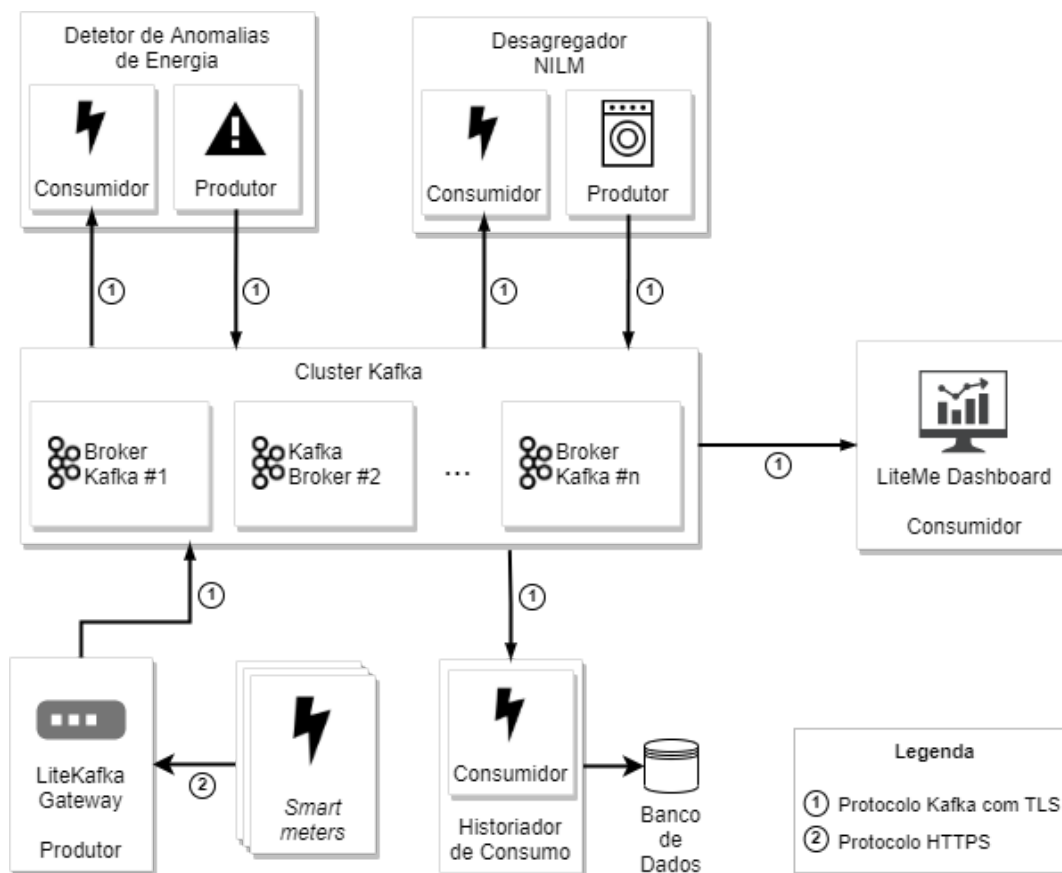 Detetor de Anomalias
de Energia
Consumidor
Produtor
Desagregador
NILM
Consumidor
Produtor
1
1
1
1
Cluster Kafka
Broker
Kafka #1
Kafka
Broker #2
...
Broker
Kafka #n
1
LiteMe Dashboard
Consumidor
1
1
LiteKafka
Gateway
Produtor
2
Smart
meters
Consumidor
Historiador
de Consumo
Banco
de
Dados
Legenda
1 Protocolo Kafka com TLS
2 Protocolo HTTPS